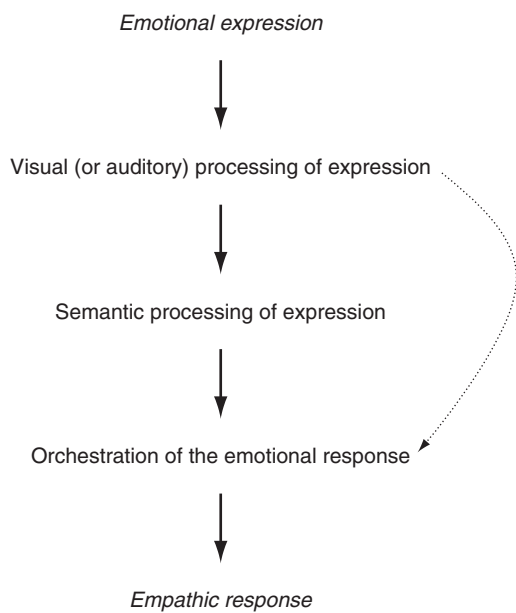 Emotional expression
Visual (or auditory) processing of expression
Semantic processing of expression
Orchestration of the emotional response
Empathic response